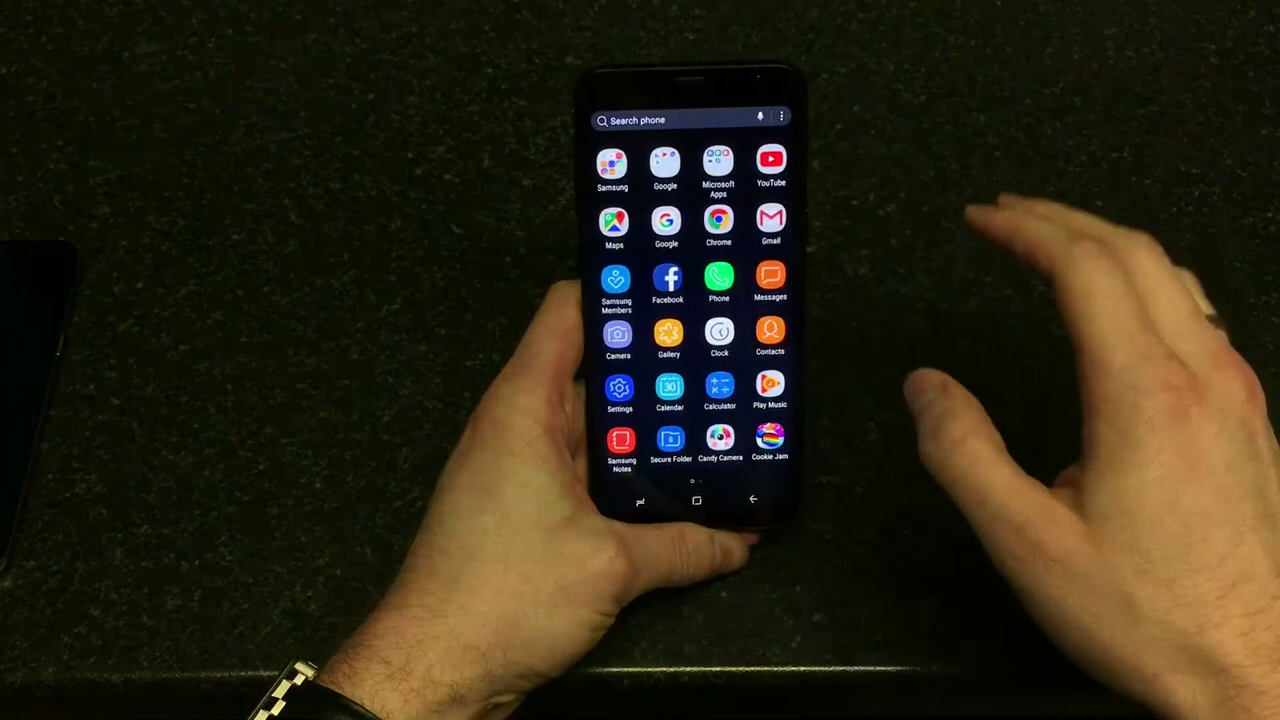 Search phone
Samsung
Google
Microsoft
Apps
YouTube
Maps
Google
Chrome
Gmail
Samsung
Members
Facebook
Phone
Messages
Camera
Gallery
Clock
Contacts
Settings
30
Calendar
Calculator
Play Music
Samsung
Notes
Secure Folder
Candy Camera
Cookie Jam